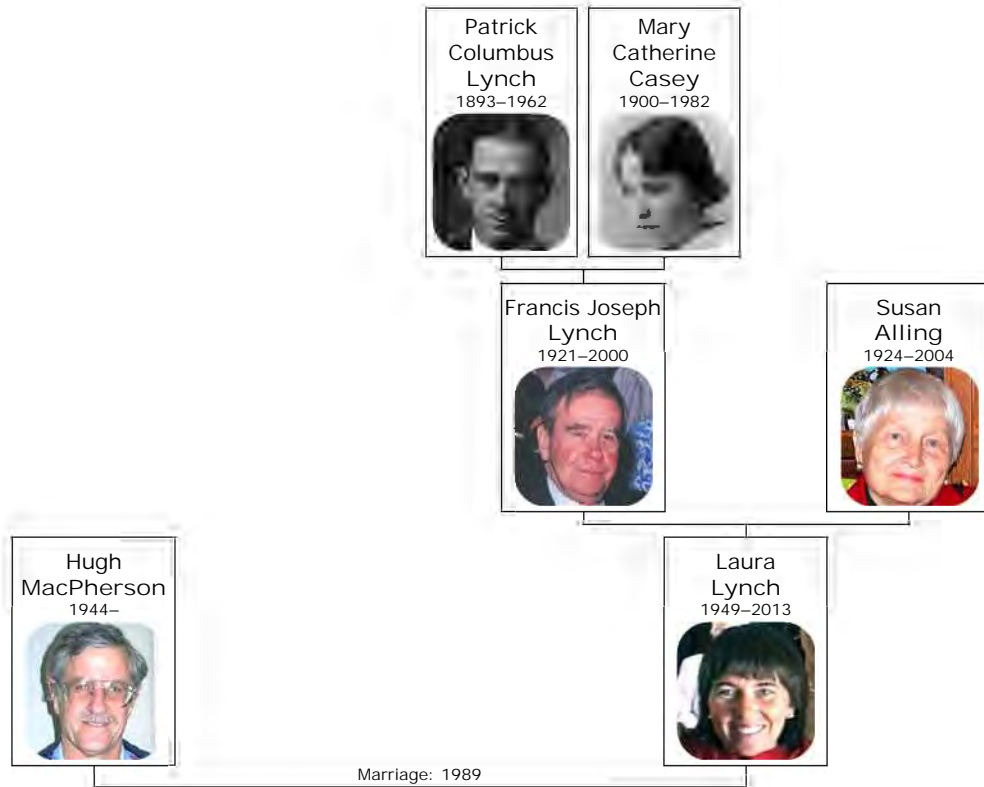 Patrick
Columbus
Lynch
1893–1962
Mary
Catherine
Casey
1900–1982
Francis Joseph
Lynch
1921–2000
Susan
Alling
1924–2004
Hugh
MacPherson
1944–
Laura
Lynch
1949–2013
Marriage: 1989